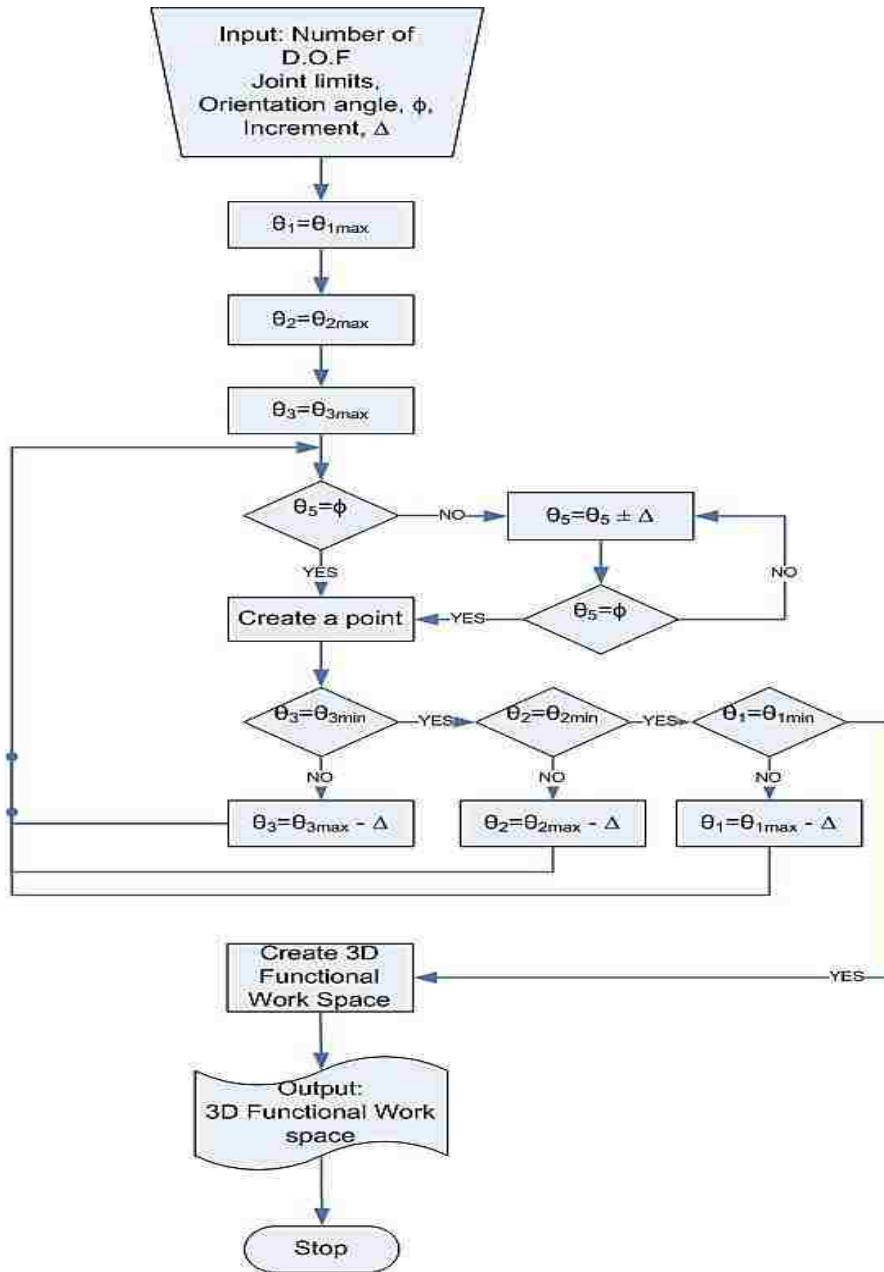 Input: Number of
D.O.F
Joint limits,
Orientation angle, ϕ,
Increment, Δ
θ₁=θ₁max
θ₂=θ₂max
θ₃=θ₃max
θ₅=ϕ
NO
θ₅=θ₅ ± Δ
YES
NO
Create a point
YES
θ₅=ϕ
θ₃=θ₃min
YES
θ₂=θ₂min
YES
θ₁=θ₁min
NO
NO
NO
θ₃=θ₃max - Δ
θ₂=θ₂max - Δ
θ₁=θ₁max - Δ
Create 3D
Functional
Work Space
YES
Output:
3D Functional Work
space
Stop